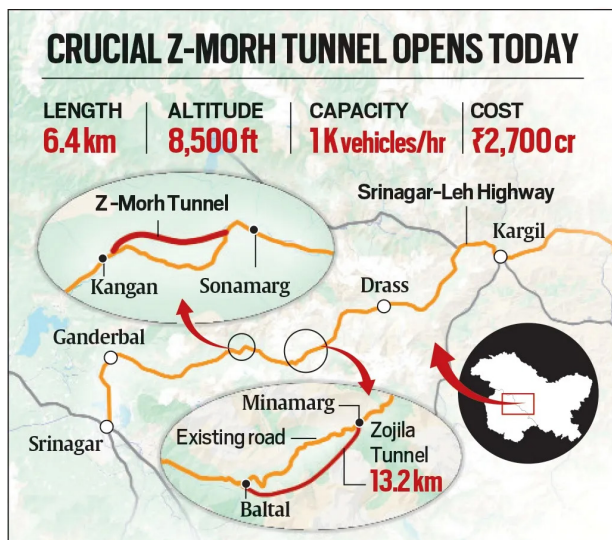 CRUCIAL Z-MORH TUNNEL OPENS TODAY
LENGTH
6.4 km
ALTITUDE
8,500 ft
CAPACITY
1K vehicles/hr
COST
₹2,700 cr
Srinagar-Leh Highway
Z-Morh Tunnel
Kargil
Kangan
Sonamarg
Drass
Ganderbal
Srinagar
Minamarg
Existing road
Zojila
Tunnel
13.2 km
Baltal